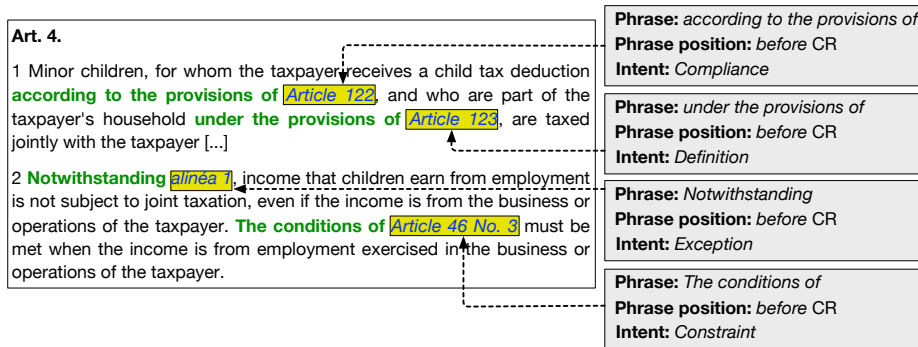 Art. 4.
1 Minor children, for whom the taxpayer receives a child tax deduction
according to the provisions of Article 122, and who are part of the
taxpayer's household under the provisions of Article 123, are taxed
jointly with the taxpayer [...]
2 Notwithstanding alinéa 1, income that children earn from employment
is not subject to joint taxation, even if the income is from the business or
operations of the taxpayer. The conditions of Article 46 No. 3 must be
met when the income is from employment exercised in the business or
operations of the taxpayer.
Phrase: according to the provisions of
Phrase position: before CR
Intent: Compliance
Phrase: under the provisions of
Phrase position: before CR
Intent: Definition
Phrase: Notwithstanding
Phrase position: before CR
Intent: Exception
Phrase: The conditions of
Phrase position: before CR
Intent: Constraint